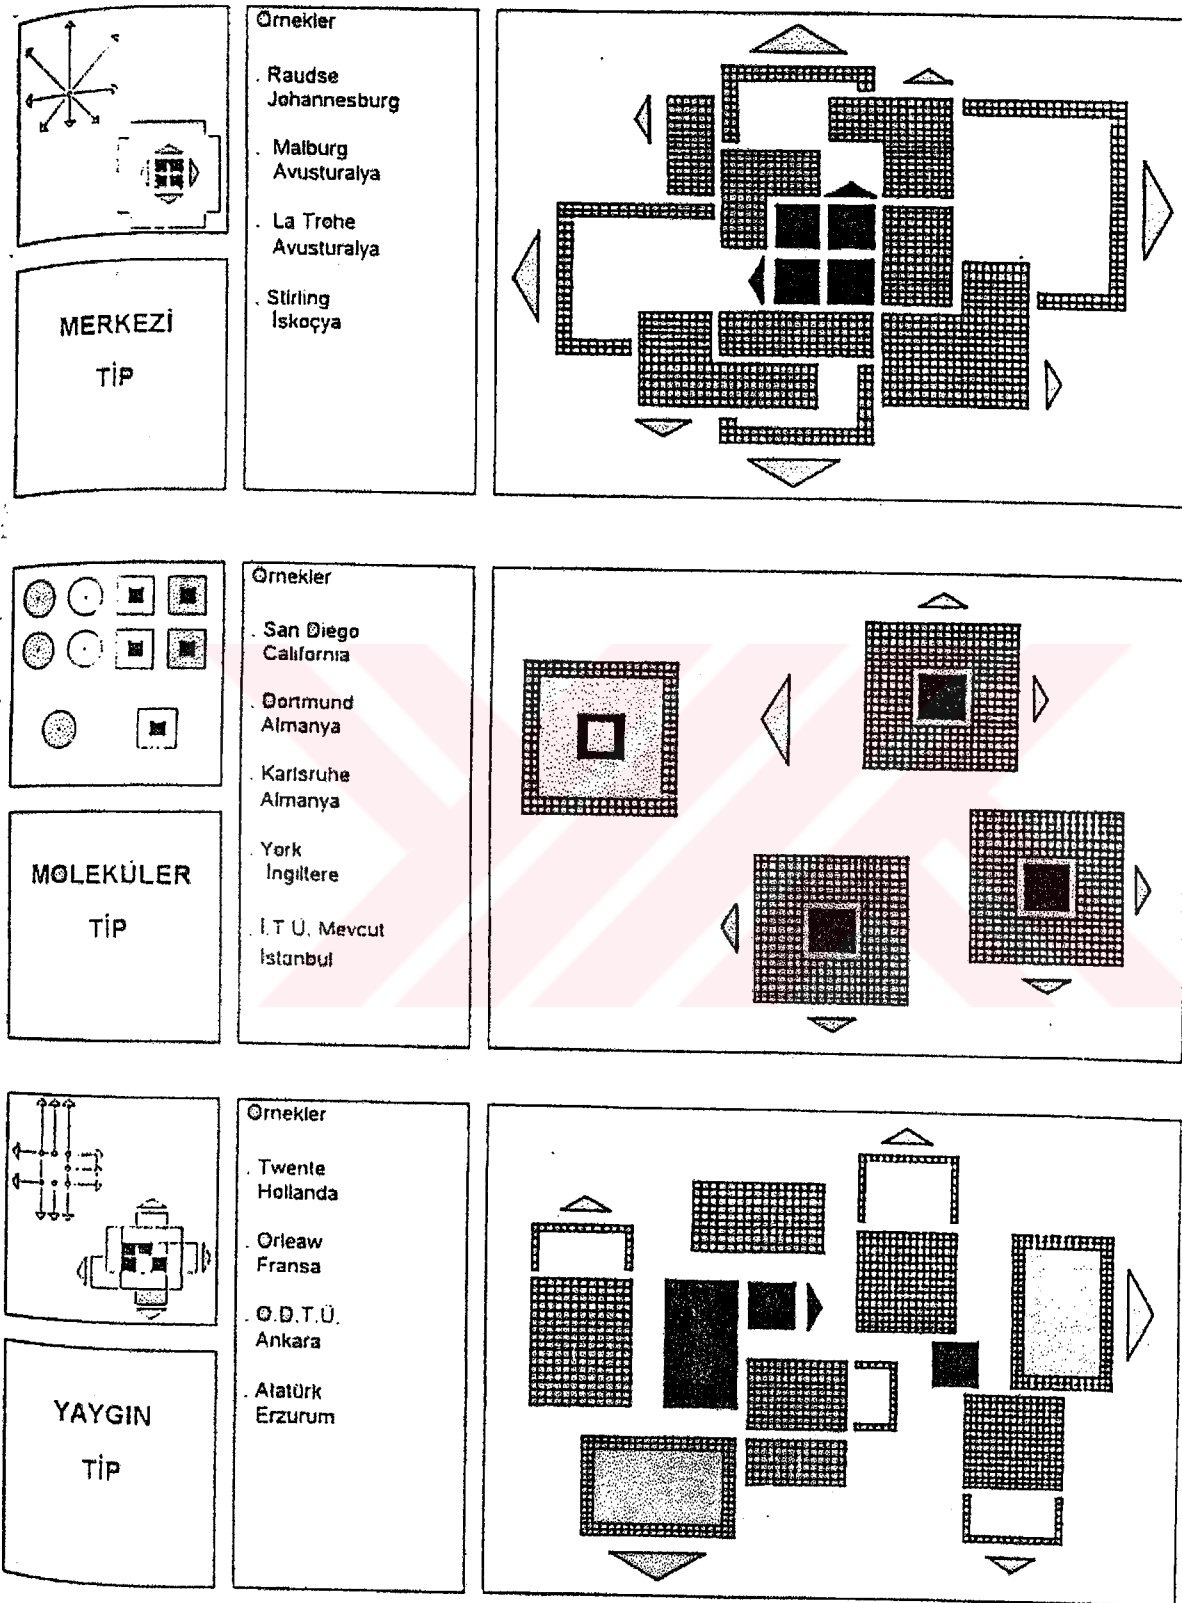 Örnekler
. Raudse
Johannesburg
. Malburg
Avusturalya
. La Trohe
Avusturalya
. Stirling
İskoçya
MERKEZİ
TİP
Örnekler
. San Diego
California
. Dortmund
Almanya
. Karlsruhe
Almanya
. York
İngiltere
. İ.T.Ü. Mevcut
İstanbul
MOLEKÜLER
TİP
Örnekler
. Twente
Hollanda
. Orleaw
Fransa
. O.D.T.Ü.
Ankara
. Atatürk
Erzurum
YAYGIN
TİP